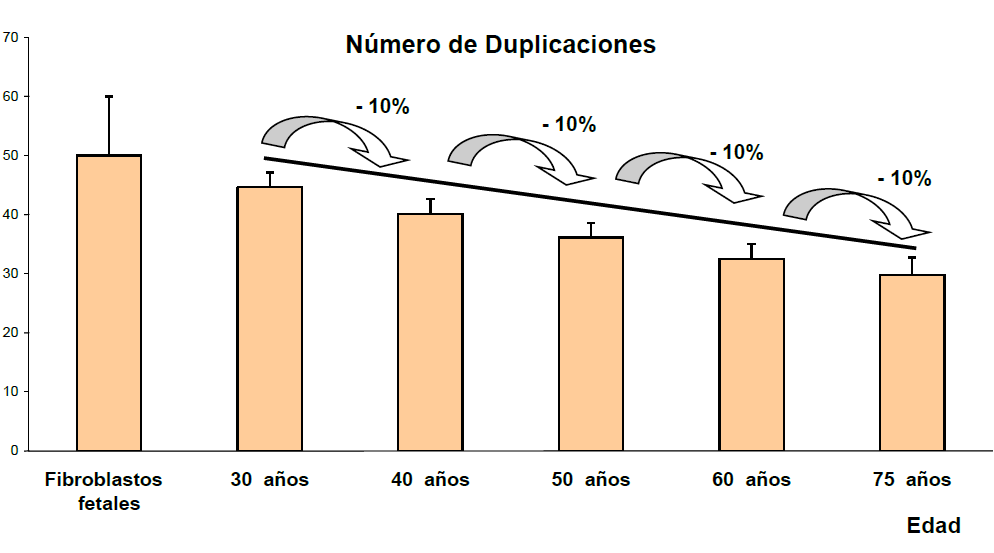 Número de Duplicaciones
70
60
50
40
30
20
10
0
- 10%
- 10%
- 10%
- 10%
Fibroblastos
fetales
30 años
40 años
50 años
60 años
75 años
Edad